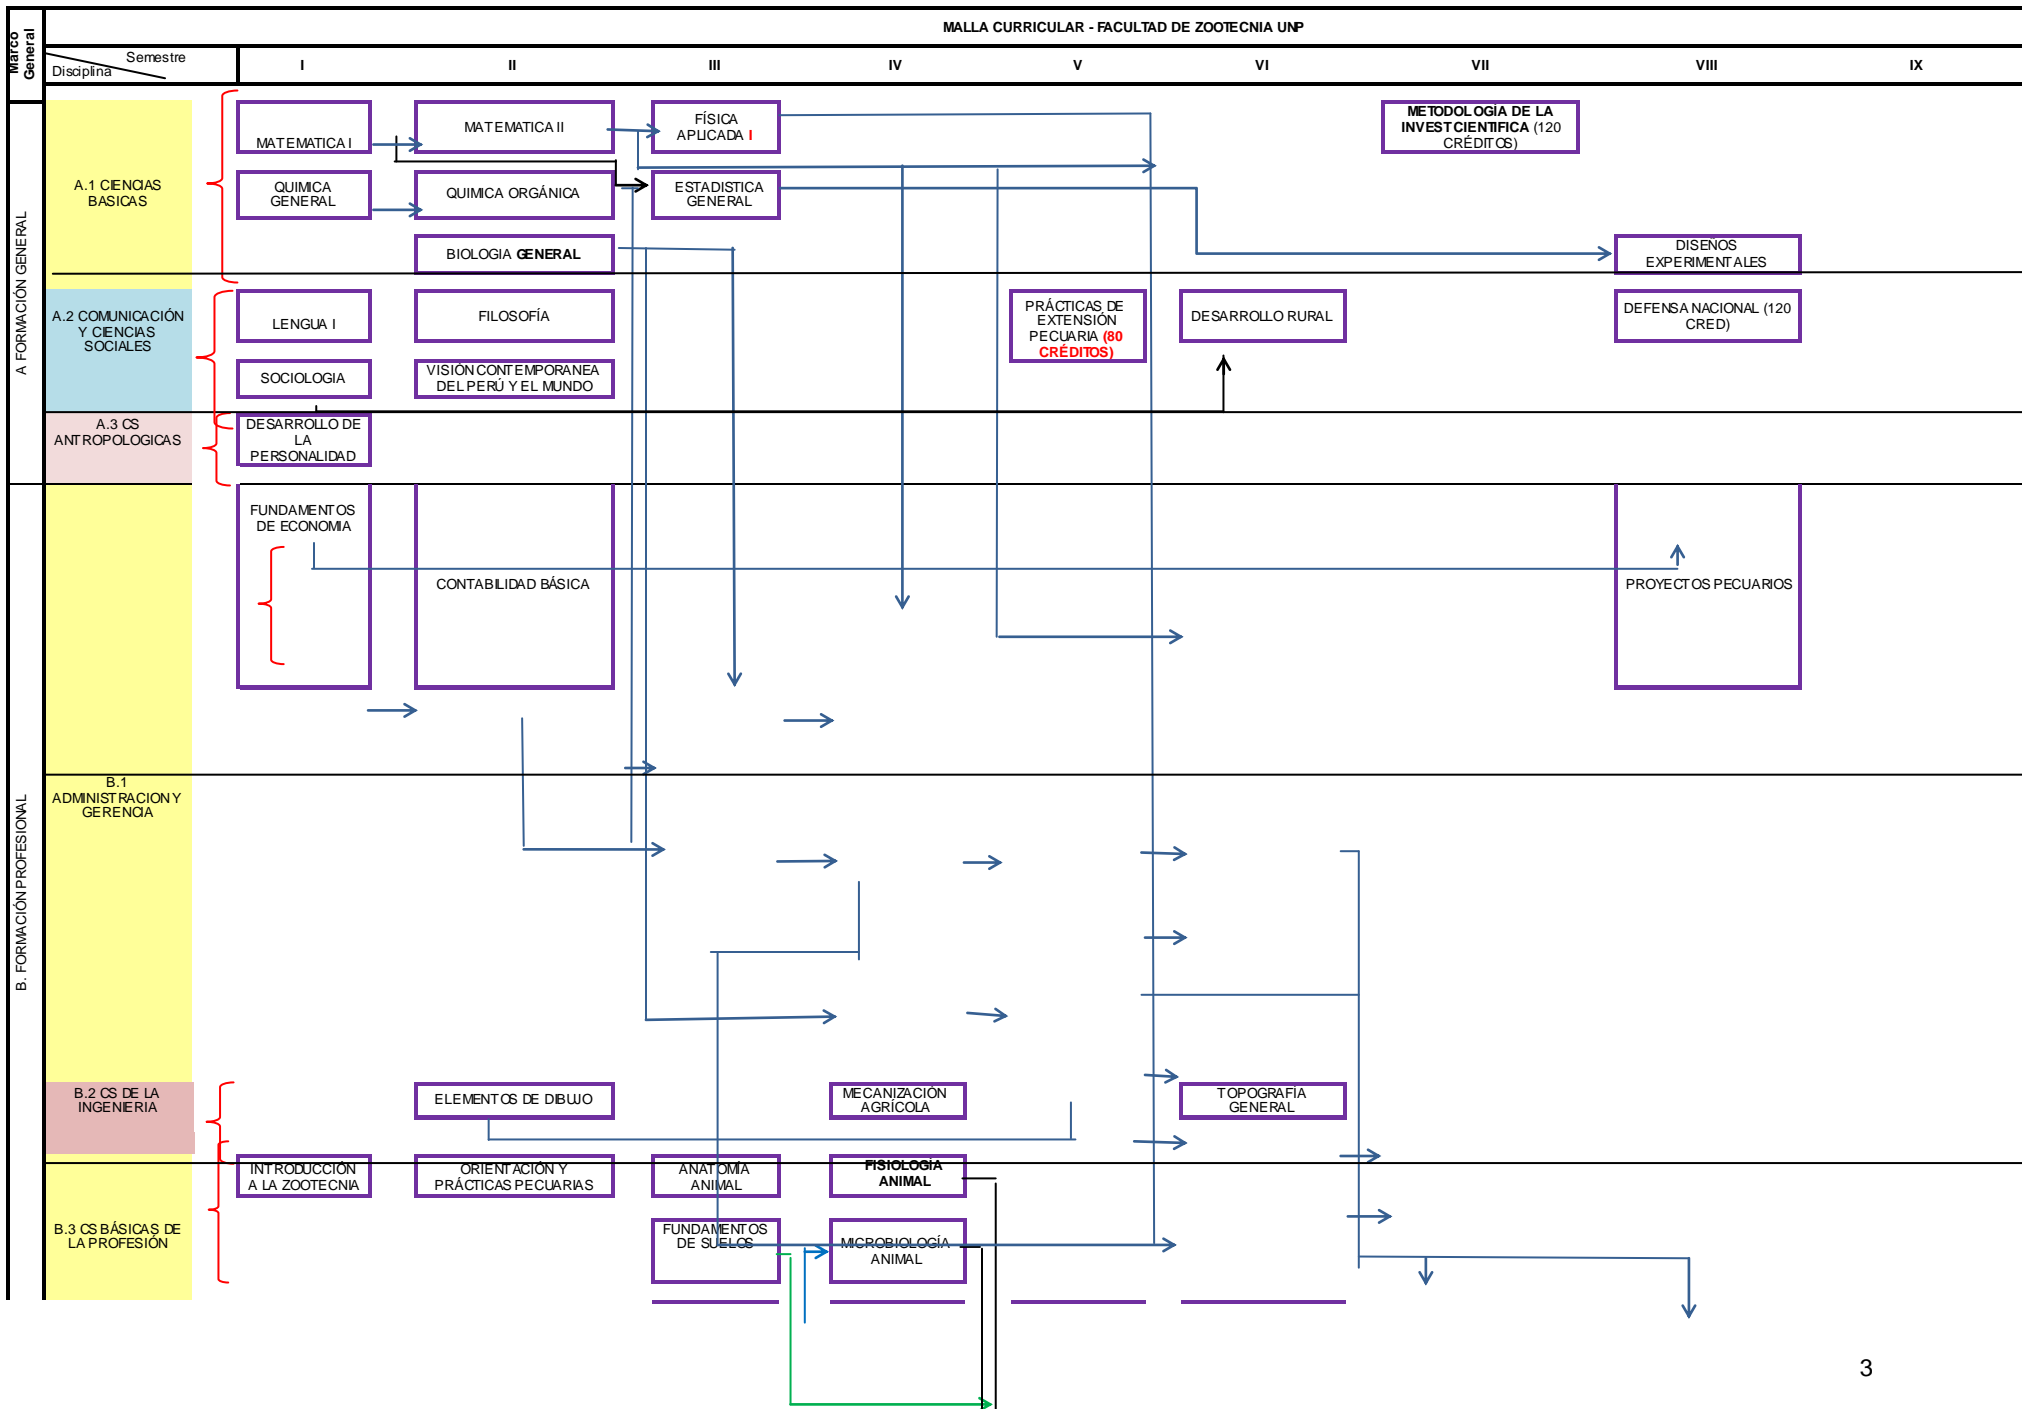 Marco
General
MALLA CURRICULAR - FACULTAD DE ZOOTECNIA UNP
Semestre
Disciplina
I
II
III
IV
V
VI
VII
VIII
IX
A FORMACIÓN GENERAL
A.1 CIENCIAS
BASICAS
MATEMATICA I
MATEMATICA II
FÍSICA
APLICADA I
METODOLOGÍA DE LA
INVEST CIENTIFICA (120
CRÉDITOS)
QUIMICA
GENERAL
QUIMICA ORGÁNICA
ESTADISTICA
GENERAL
BIOLOGIA GENERAL
DISEÑOS
EXPERIMENTALES
A.2 COMUNICACIÓN
Y CIENCIAS
SOCIALES
LENGUA I
FILOSOFÍA
PRÁCTICAS DE
EXTENSIÓN
PECUARIA (80
CRÉDITOS)
DESARROLLO RURAL
DEFENSA NACIONAL (120
CRED)
SOCIOLOGIA
VISIÓN CONTEMPORANEA
DEL PERÚ Y EL MUNDO
A.3 CS
ANTROPOLOGICAS
DESARROLLO DE
LA
PERSONALIDAD
B. FORMACIÓN PROFESIONAL
FUNDAMENTOS
DE ECONOMIA
CONTABILIDAD BÁSICA
PROYECTOS PECUARIOS
B.1
ADMINISTRACION Y
GERENCIA
B.2 CS DE LA
INGENIERIA
ELEMENTOS DE DIBUJO
MECANIZACIÓN
AGRÍCOLA
TOPOGRAFÍA
GENERAL
INTRODUCCIÓN
A LA ZOOTECNIA
ORIENTACIÓN Y
PRÁCTICAS PECUARIAS
ANATOMÍA
ANIMAL
FISIOLOGÍA
ANIMAL
B.3 CS BÁSICAS DE
LA PROFESIÓN
FUNDAMENTOS
DE SUELOS
MICROBIOLOGÍA
ANIMAL
3